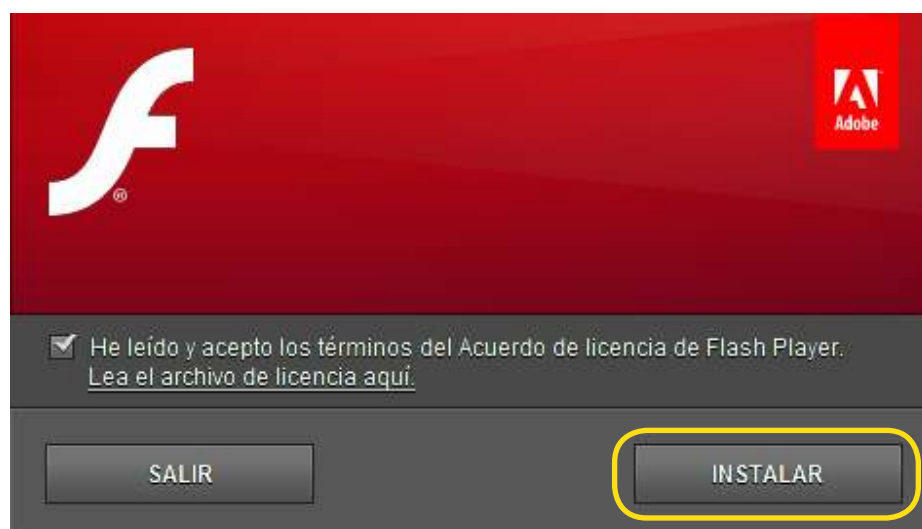 Adobe
®
He leído y acepto los términos del Acuerdo de licencia de Flash Player.
Lea el archivo de licencia aquí.
SALIR
INSTALAR